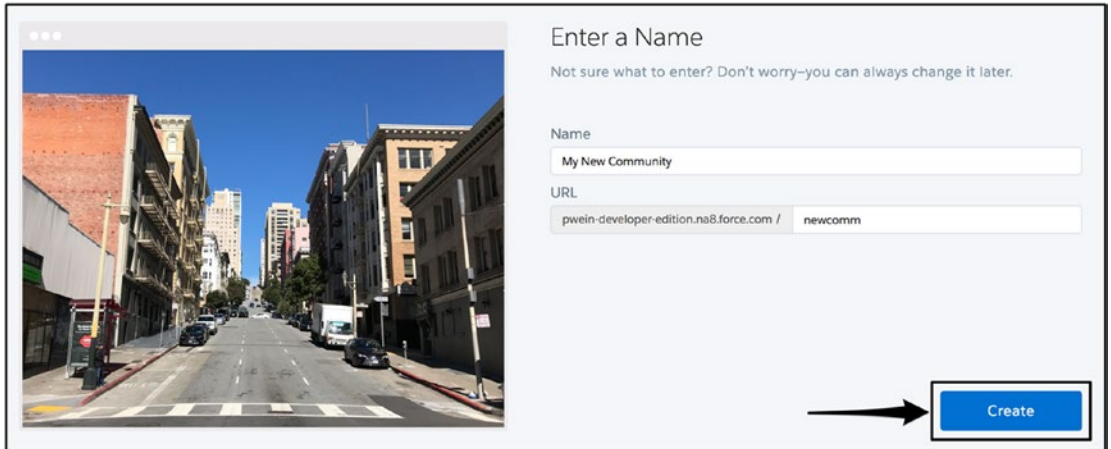 Enter a Name
Not sure what to enter? Don't worry–you can always change it later.
Name
My New Community
URL
pwein-developer-edition.na8.force.com / newcomm
Create